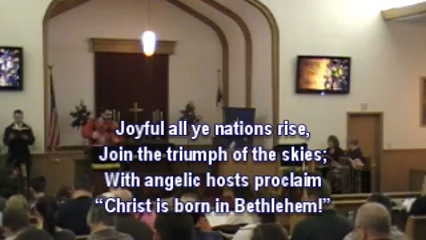 Joyful all ye nations rise,
Join the triumph of the skies;
With angelic hosts proclaim
“Christ is born in Bethlehem!”